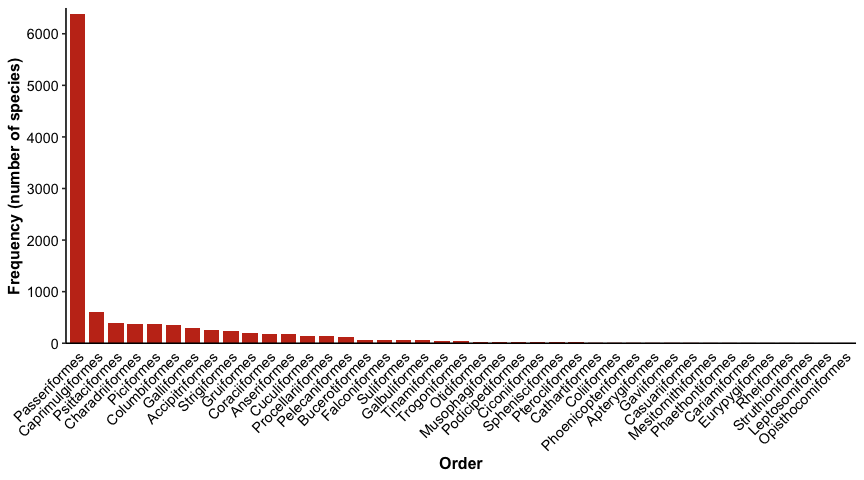 Frequency (number of species)
6000
5000
4000
3000
2000
1000
0
Passeriformes
Caprimulgiformes
Psittaciformes
Charadriiformes
Piciformes
Columbiformes
Galliformes
Accipitriformes
Strigiformes
Gruiformes
Coraciiformes
Anseriformes
Cuculiformes
Procellariiformes
Pelecaniformes
Bucerotiformes
Falconiformes
Suliformes
Galbuliformes
Tinamiformes
Trogoniformes
Otidiformes
Musophagiformes
Podicipediformes
Ciconiiformes
Sphenisciformes
Pterocliformes
Cathartiformes
Coliiformes
Phoenicopteriformes
Apterygiformes
Gaviiformes
Casuariiformes
Mesitornithiformes
Phaethontiformes
Cariamiformes
Eurypygiformes
Rheiformes
Struthioniformes
Leptosomiformes
Opisthocomiformes
Order